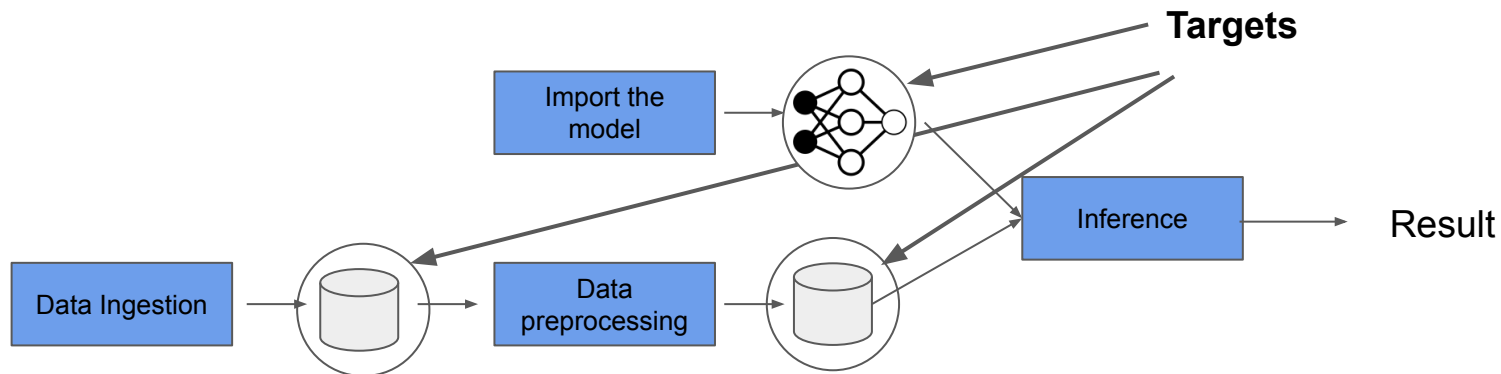 Targets
Import the
model
Inference
Result
Data Ingestion
Data
preprocessing